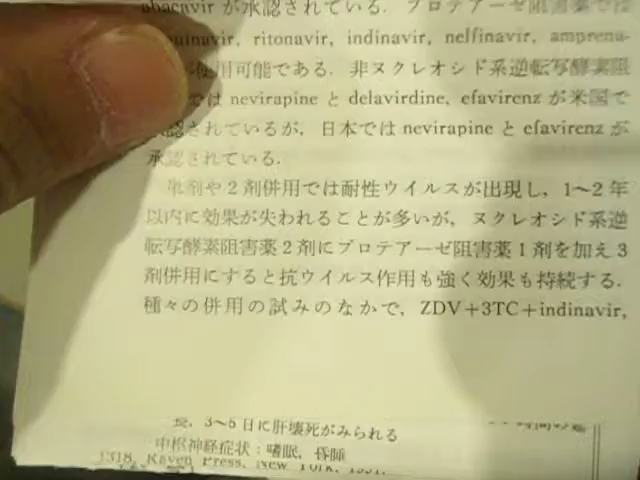 abacavir が承認されている．プロテアーゼ阻害薬では
ritonavir, indinavir, nelfinavir, amprena-
使用可能である．非ヌクレオシド系逆転写酵素阻
では nevirapine と delavirdine, efavirenz が米国で
承認されているが，日本では nevirapine と efavirenz が
承認されている．
単剤や２剤併用では耐性ウイルスが出現し，1〜2 年
以内に効果が失われることが多いが，ヌクレオシド系逆
転写酵素阻害薬２剤にプロテアーゼ阻害薬１剤を加え３
剤併用にすると抗ウイルス作用も強く効果も持続する．
種々の併用の試みのなかで，ZDV＋3TC＋indinavir,
長，3〜5 日に肝壊死がみられる
中枢神経症状：嗜眠，昏睡
1318, Raven Press, New York, 1991.